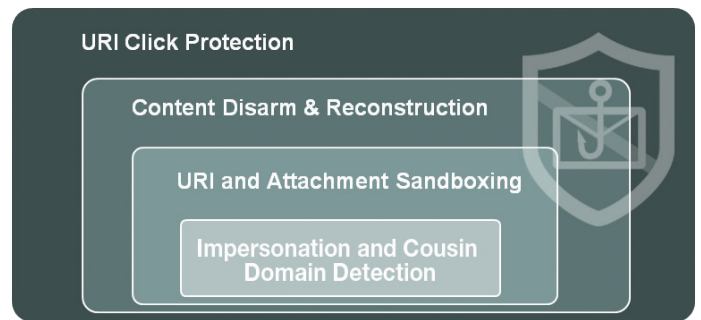 URI Click Protection
Content Disarm & Reconstruction
URI and Attachment Sandboxing
Impersonation and Cousin
Domain Detection